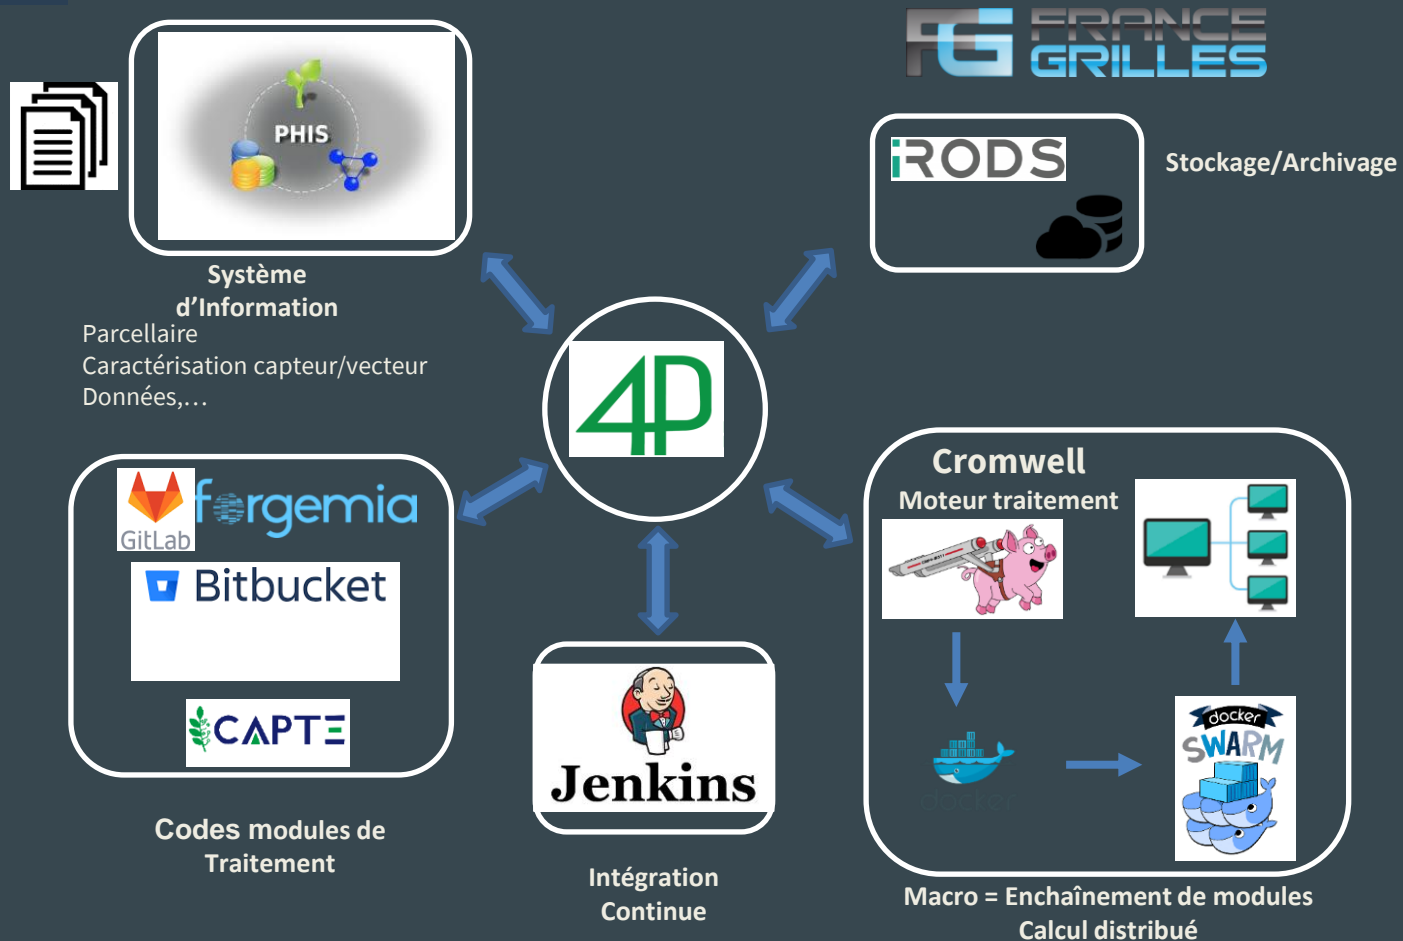 FG FRANCE
GRILLES
PHIS
iRODS
Stockage/Archivage
Système
d’Information
Parcellaire
Caractérisation capteur/vecteur
Données,...
4P
GitLab
forgemia
Bitbucket
CAPTE
Codes modules de
Traitement
Jenkins
Intégration
Continue
Cromwell
Moteur traitement
docker
docker
SWARM
Macro = Enchaînement de modules
Calcul distribué